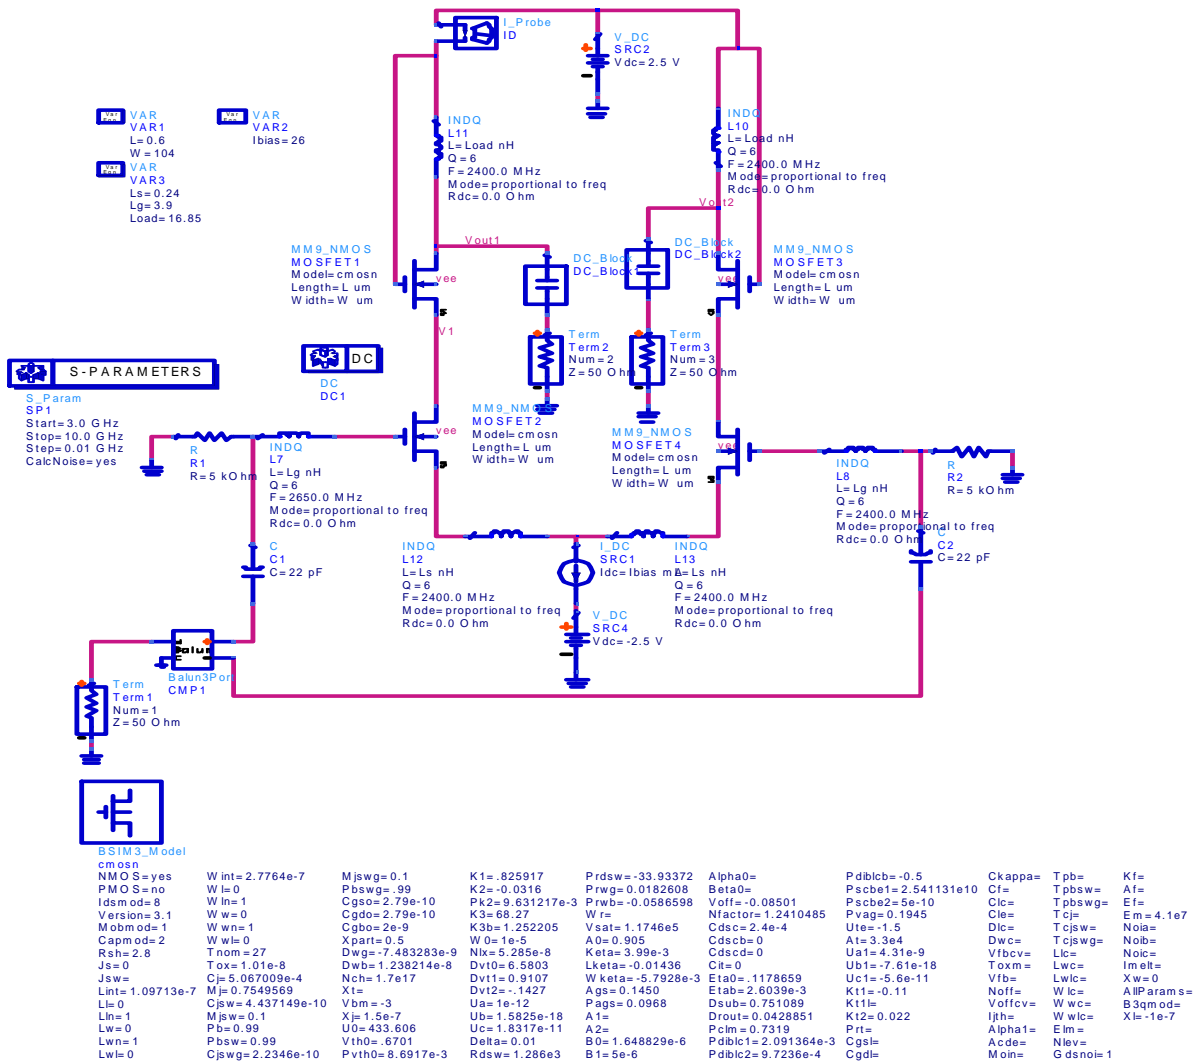 I_Probe
ID
V_DC
SRC2
Vdc=2.5 V
VAR
VAR1
L=0.6
W=104
VAR
VAR2
Ibias=26
VAR
VAR3
Ls=0.24
Lg=3.9
Load=16.85
INDQ
L11
L=Load nH
Q=6
F=2400.0 MHz
Mode=proportional to freq
Rdc=0.0 Ohm
INDQ
L10
L=Load nH
Q=6
F=2400.0 MHz
Mode=proportional to freq
Rdc=0.0 Ohm
Vout1
Vout2
MM9_NMOS
MOSFET1
Model=cmosn
Length=L um
Width=W um
vee
DC_Block
DC_Block1
DC_Block
DC_Block2
MM9_NMOS
MOSFET3
Model=cmosn
Length=L um
Width=W um
vee
V1
Term
Term2
Num=2
Z=50 Ohm
Term
Term3
Num=3
Z=50 Ohm
S-PARAMETERS
S_Param
SP1
Start=3.0 GHz
Stop=10.0 GHz
Step=0.01 GHz
CalcNoise=yes
DC
DC
DC1
MM9_NMOS
MOSFET2
Model=cmosn
Length=L um
Width=W um
vee
MM9_NMOS
MOSFET4
Model=cmosn
Length=L um
Width=W um
vee
R
R1
R=5 kOhm
INDQ
L7
L=Lg nH
Q=6
F=2650.0 MHz
Mode=proportional to freq
Rdc=0.0 Ohm
INDQ
L8
L=Lg nH
Q=6
F=2400.0 MHz
Mode=proportional to freq
Rdc=0.0 Ohm
R
R2
R=5 kOhm
C
C1
C=22 pF
C
C2
C=22 pF
INDQ
L12
L=Ls nH
Q=6
F=2400.0 MHz
Mode=proportional to freq
Rdc=0.0 Ohm
I_DC
SRC1
Idc=Ibias mA
INDQ
L13
L=Ls nH
Q=6
F=2400.0 MHz
Mode=proportional to freq
Rdc=0.0 Ohm
V_DC
SRC4
Vdc=-2.5 V
Balun3Port
CMP1
Term
Term1
Num=1
Z=50 Ohm
BSIM3_Model
cmosn
NMOS=yes Wint=2.7764e-7 Mjswg=0.1 K1=.825917 Prdsw=-33.93372 Alpha0= Pdiblcb=-0.5 Ckappa= Tpb= Kf=
PMOS=no Wl=0 Pbswg=.99 K2=-0.0316 Prwg=0.0182608 Beta0= Pscbe1=2.541131e10 Cf= Tpbsw= Af=
Idsmod=8 Wln=1 Cgso=2.79e-10 Pk2=9.631217e-3 Prwb=-0.0586598 Voff=-0.08501 Pscbe2=5e-10 Clc= Tpbswg= Ef=
Version=3.1 Ww=0 Cgdo=2.79e-10 K3=68.27 Wr= Nfactor=1.2410485 Pvag=0.1945 Cle= Tcj= Em=4.1e7
Mobmod=1 Wwn=1 Cgbo=2e-9 K3b=1.252205 Vsat=1.1746e5 Cdsc=2.4e-4 Ute=-1.5 Dlc= Tcjsw= Noia=
Capmod=2 Wwl=0 Xpart=0.5 W0=1e-5 A0=0.905 Cdscb=0 At=3.3e4 Dwc= Tcjswg= Noib=
Rsh=2.8 Tnom=27 Dwg=-7.483283e-9 Nlx=5.285e-8 Keta=3.99e-3 Cdscd=0 Ua1=4.31e-9 Vfbcv= Llc= Noic=
Js=0 Tox=1.01e-8 Dwb=1.238214e-8 Dvt0=6.5803 Lketa=-0.01436 Cit=0 Ub1=-7.61e-18 Toxm= Lwc= Imelt=
Jsw= Cj=5.067009e-4 Nch=1.7e17 Dvt1=0.9107 Wketa=-5.7928e-3 Eta0=.1178659 Uc1=-5.6e-11 Vfb= Lwlc= Xw=0
Lint=1.09713e-7 Mj=0.7549569 Xt= Dvt2=-.1427 Ags=0.1450 Etab=2.6039e-3 Kt1=-0.11 Noff= Wlc= AllParams=
Ll=0 Cjsw=4.437149e-10 Vbm=-3 Ua=1e-12 Pags=0.0968 Dsub=0.751089 Kt1l= Voffcv= Wwc= B3qmod=
Lln=1 Mjsw=0.1 Xj=1.5e-7 Ub=1.5825e-18 A1= Drout=0.0428851 Kt2=0.022 Ijth= Wwlc= Xl=-1e-7
Lw=0 Pb=0.99 U0=433.606 Uc=1.8317e-11 A2= Pclm=0.7319 Prt= Alpha1= Elm=
Lwn=1 Pbsw=0.99 Vth0=.6701 Delta=0.01 B0=1.648829e-6 Pdiblc1=2.091364e-3 Cgsl= Acde= Nlev=
Lwl=0 Cjswg=2.2346e-10 Pvth0=8.6917e-3 Rdsw=1.286e3 B1=5e-6 Pdiblc2=9.7236e-4 Cgdl= Moin= Gdsnoi=1